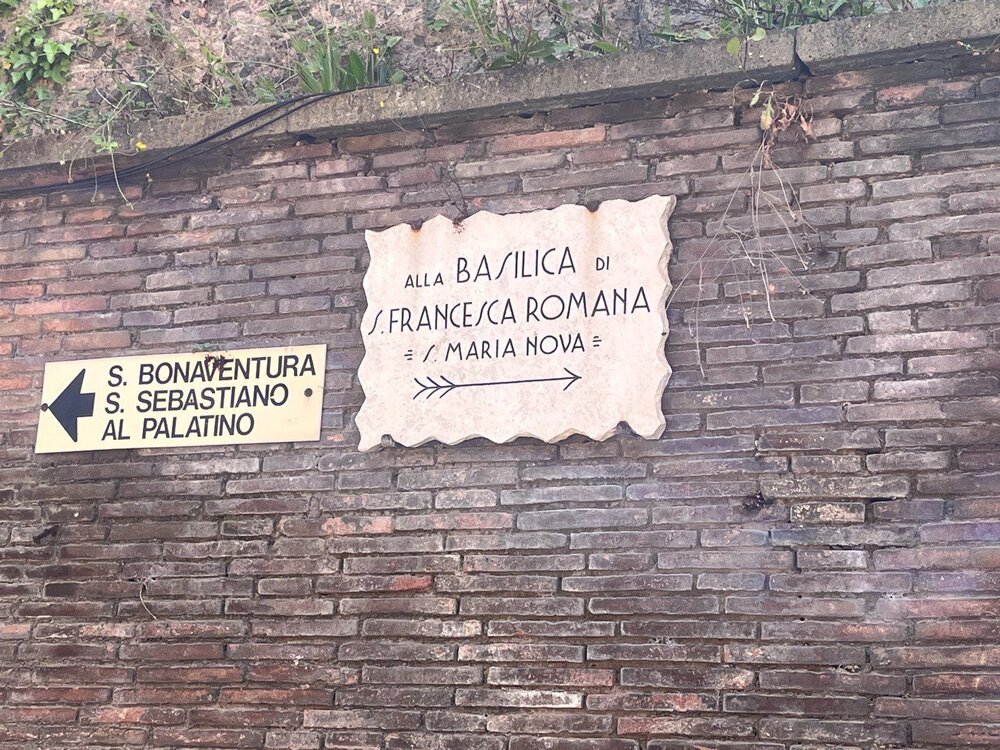 S. BONAVENTURA
S. SEBASTIANO
AL PALATINO
ALLA BASILICA DI
S. FRANCESCA ROMANA
= S. MARIA NOVA =